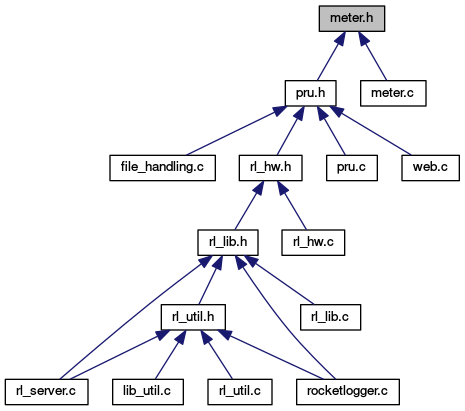 meter.h
pru.h
meter.c
file_handling.c
rl_hw.h
pru.c
web.c
rl_lib.h
rl_hw.c
rl_util.h
rl_lib.c
rl_server.c
lib_util.c
rl_util.c
rocketlogger.c